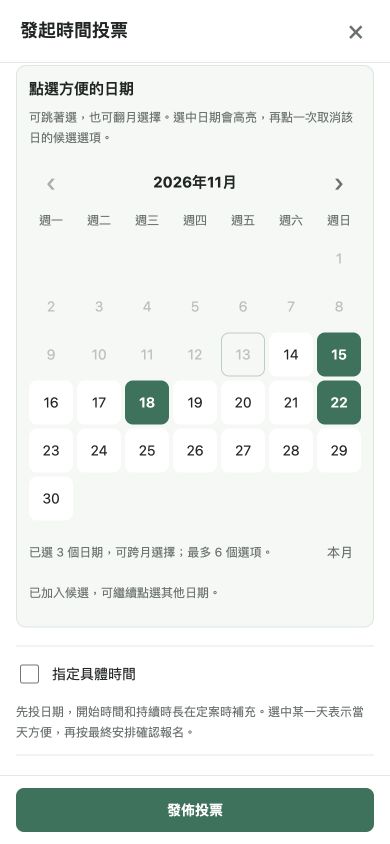 發起時間投票 ×
點選方便的日期
可跳著選，也可翻月選擇。選中日期會高亮，再點一次取消該
日的候選選項。
‹ 2026年11月 ›
週一 週二 週三 週四 週五 週六 週日
1
2 3 4 5 6 7 8
9 10 11 12 13 14 15
16 17 18 19 20 21 22
23 24 25 26 27 28 29
30
已選 3 個日期，可跨月選擇；最多 6 個選項。 本月
已加入候選，可繼續點選其他日期。
指定具體時間
先投日期，開始時間和持續時長在定案時補充。選中某一天表示當
天方便，再按最終安排確認報名。
發佈投票